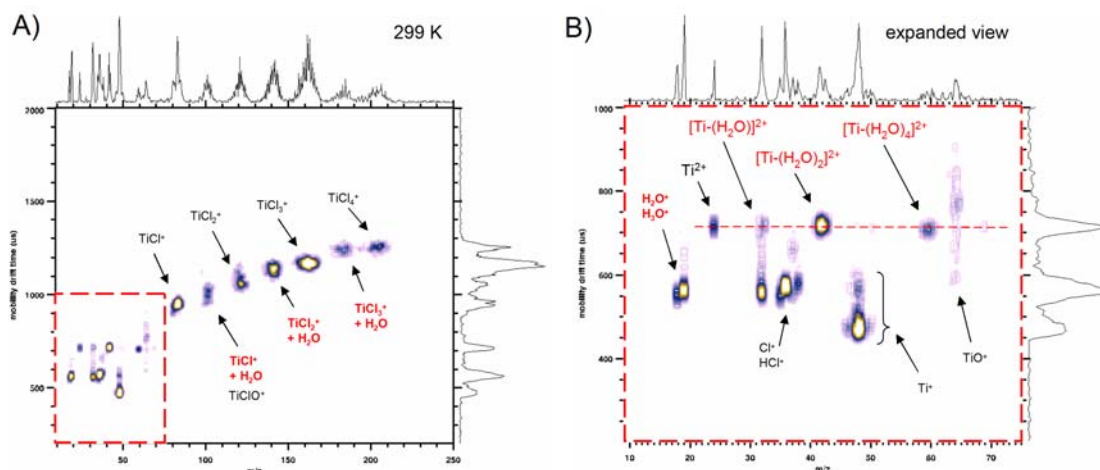 A)
299 K
2000
1500
1000
500
mobility drift time (us)
50
100
150
200
250
m/z
TiCl⁺
TiCl₂⁺
TiCl₃⁺
TiCl₄⁺
TiCl⁺
+ H₂O
TiClO⁺
TiCl₂⁺
+ H₂O
TiCl₃⁺
+ H₂O
B)
expanded view
1000
800
600
400
mobility drift time (us)
10
20
30
40
50
60
70
m/z
H₂O⁺
H₃O⁺
Ti²⁺
[Ti-(H₂O)]²⁺
[Ti-(H₂O)₂]²⁺
[Ti-(H₂O)₄]²⁺
Cl⁺
HCl⁺
Ti⁺
TiO⁺